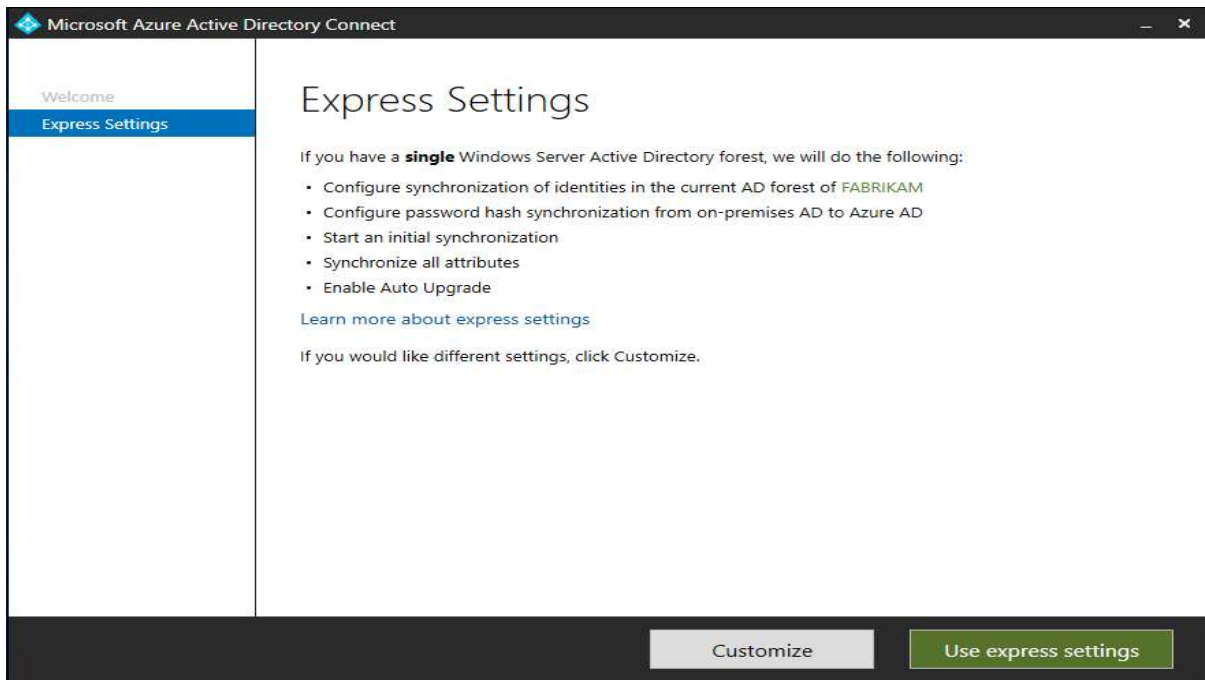 Microsoft Azure Active Directory Connect
Welcome
Express Settings
Express Settings
If you have a single Windows Server Active Directory forest, we will do the following:
• Configure synchronization of identities in the current AD forest of FABRIKAM
• Configure password hash synchronization from on-premises AD to Azure AD
• Start an initial synchronization
• Synchronize all attributes
• Enable Auto Upgrade
Learn more about express settings
If you would like different settings, click Customize.
Customize
Use express settings